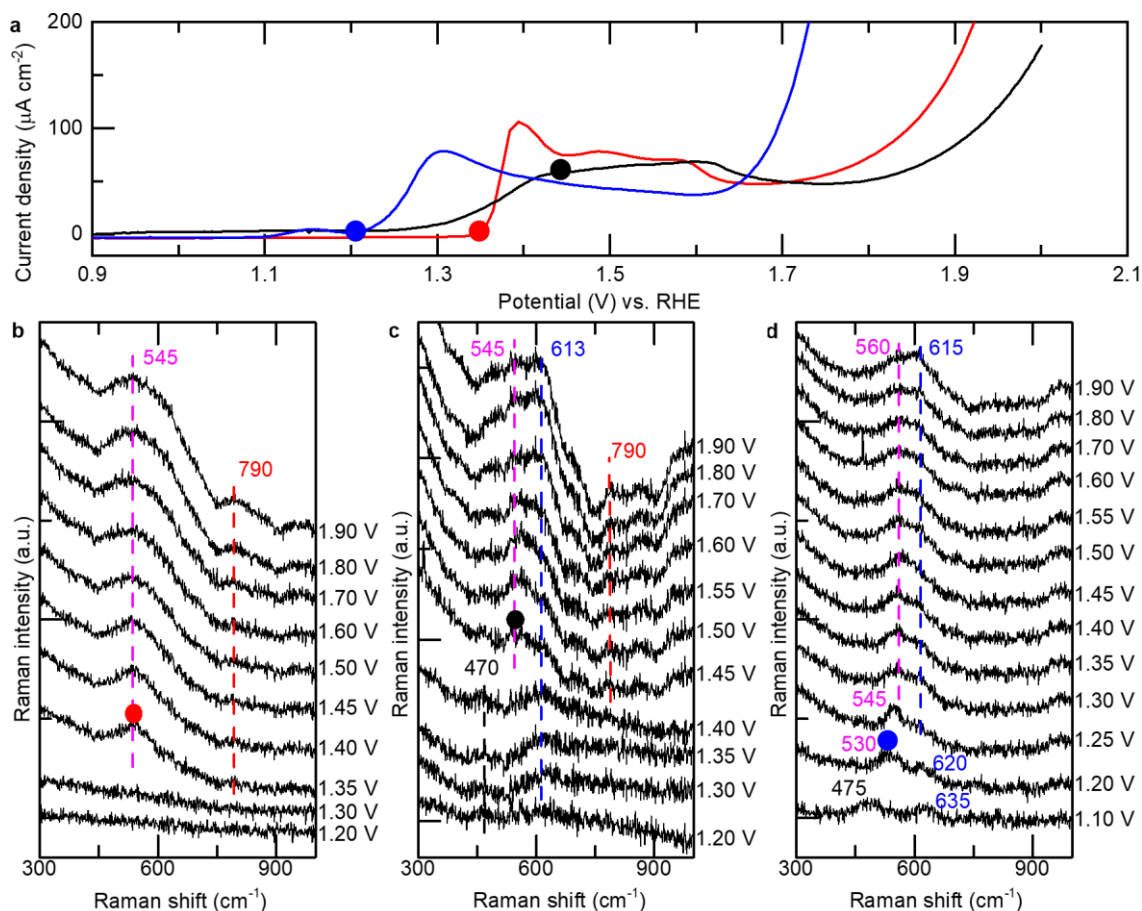 a
Current density (μA cm⁻²)
200
100
0
0.9 1.1 1.3 1.5 1.7 1.9 2.1
Potential (V) vs. RHE
b
Raman intensity (a.u.)
545
790
1.90 V
1.80 V
1.70 V
1.60 V
1.50 V
1.45 V
1.40 V
1.35 V
1.30 V
1.20 V
300 600 900
Raman shift (cm⁻¹)
c
Raman intensity (a.u.)
545 613
790
470
1.90 V
1.80 V
1.70 V
1.60 V
1.55 V
1.50 V
1.45 V
1.40 V
1.35 V
1.30 V
1.20 V
300 600 900
Raman shift (cm⁻¹)
d
Raman intensity (a.u.)
560 615
545
530
620
475
635
1.90 V
1.80 V
1.70 V
1.60 V
1.55 V
1.50 V
1.45 V
1.40 V
1.35 V
1.30 V
1.25 V
1.20 V
1.10 V
300 600 900
Raman shift (cm⁻¹)